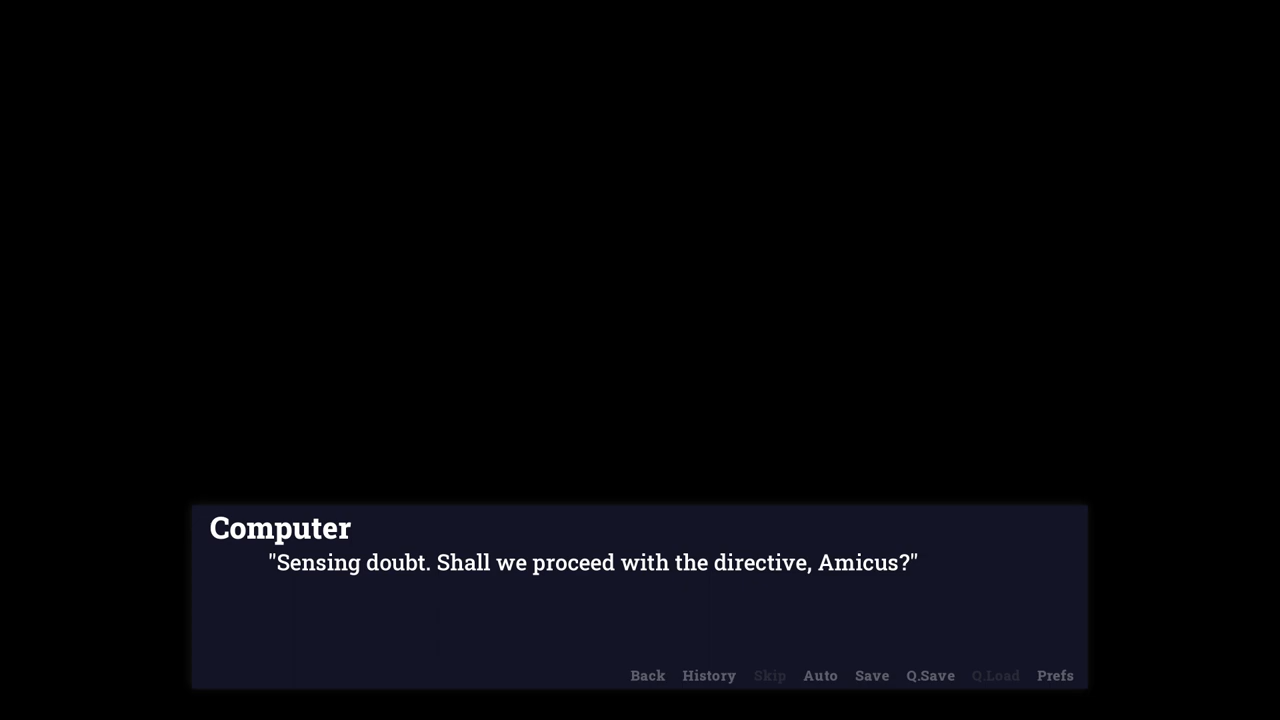 Computer
"Sensing doubt. Shall we proceed with the directive, Amicus?"
Back History Skip Auto Save Q.Save Q.Load Prefs